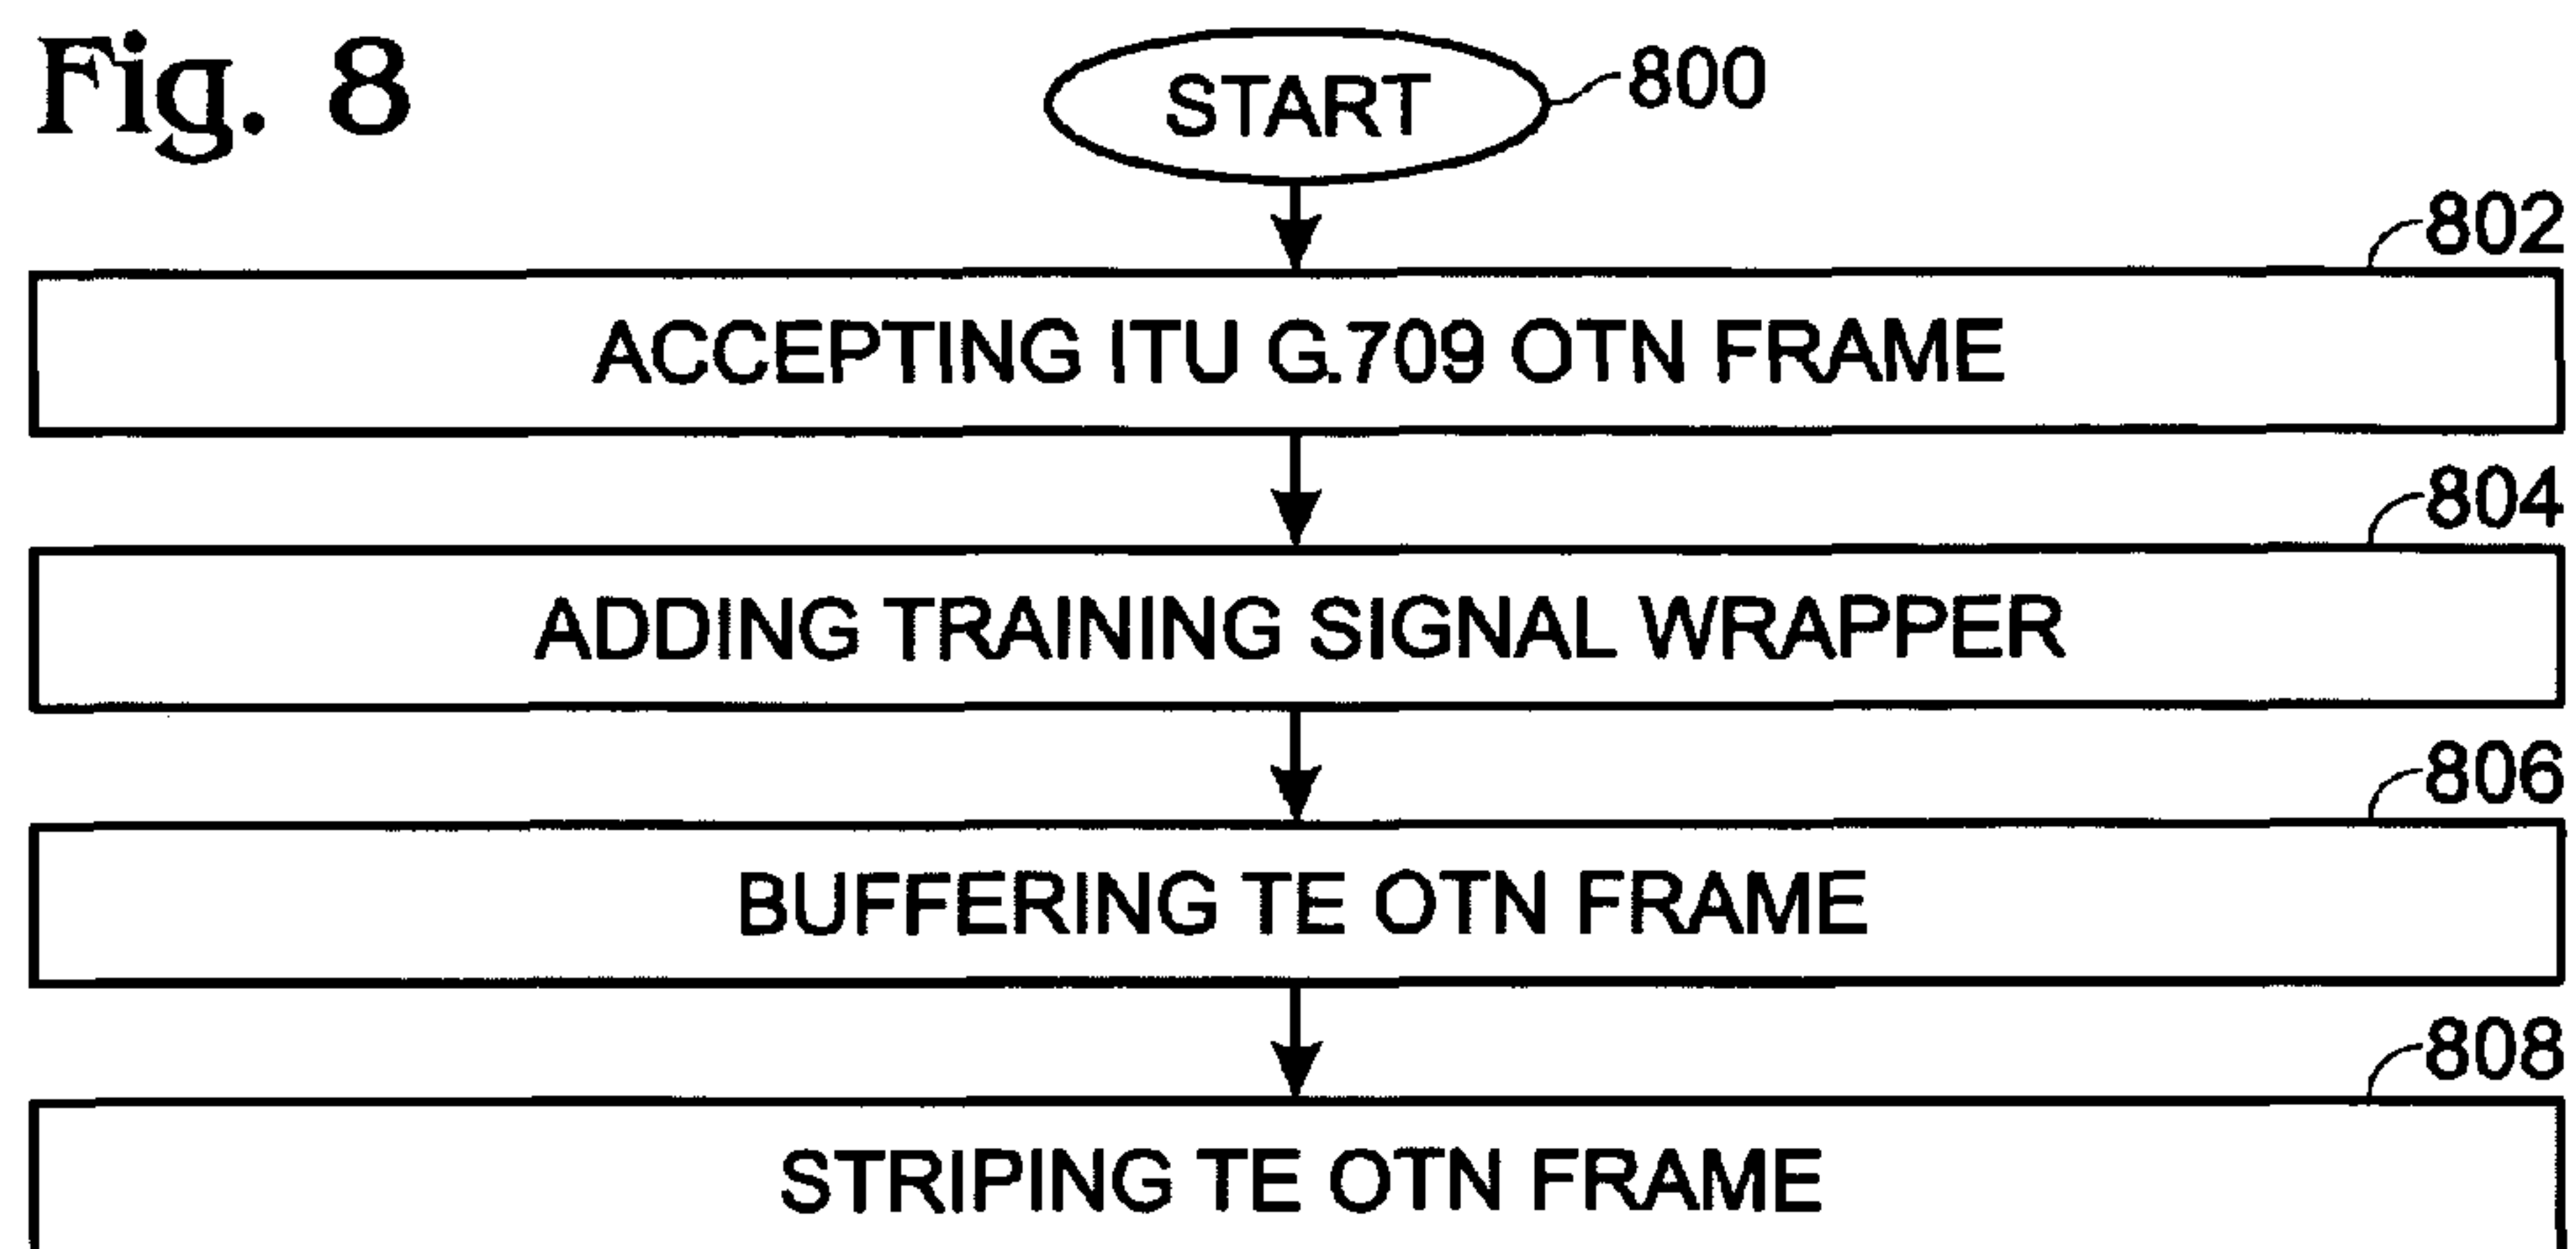 Fig. 8
START
800
802
ACCEPTING ITU G.709 OTN FRAME
804
ADDING TRAINING SIGNAL WRAPPER
806
BUFFERING TE OTN FRAME
808
STRIPING TE OTN FRAME